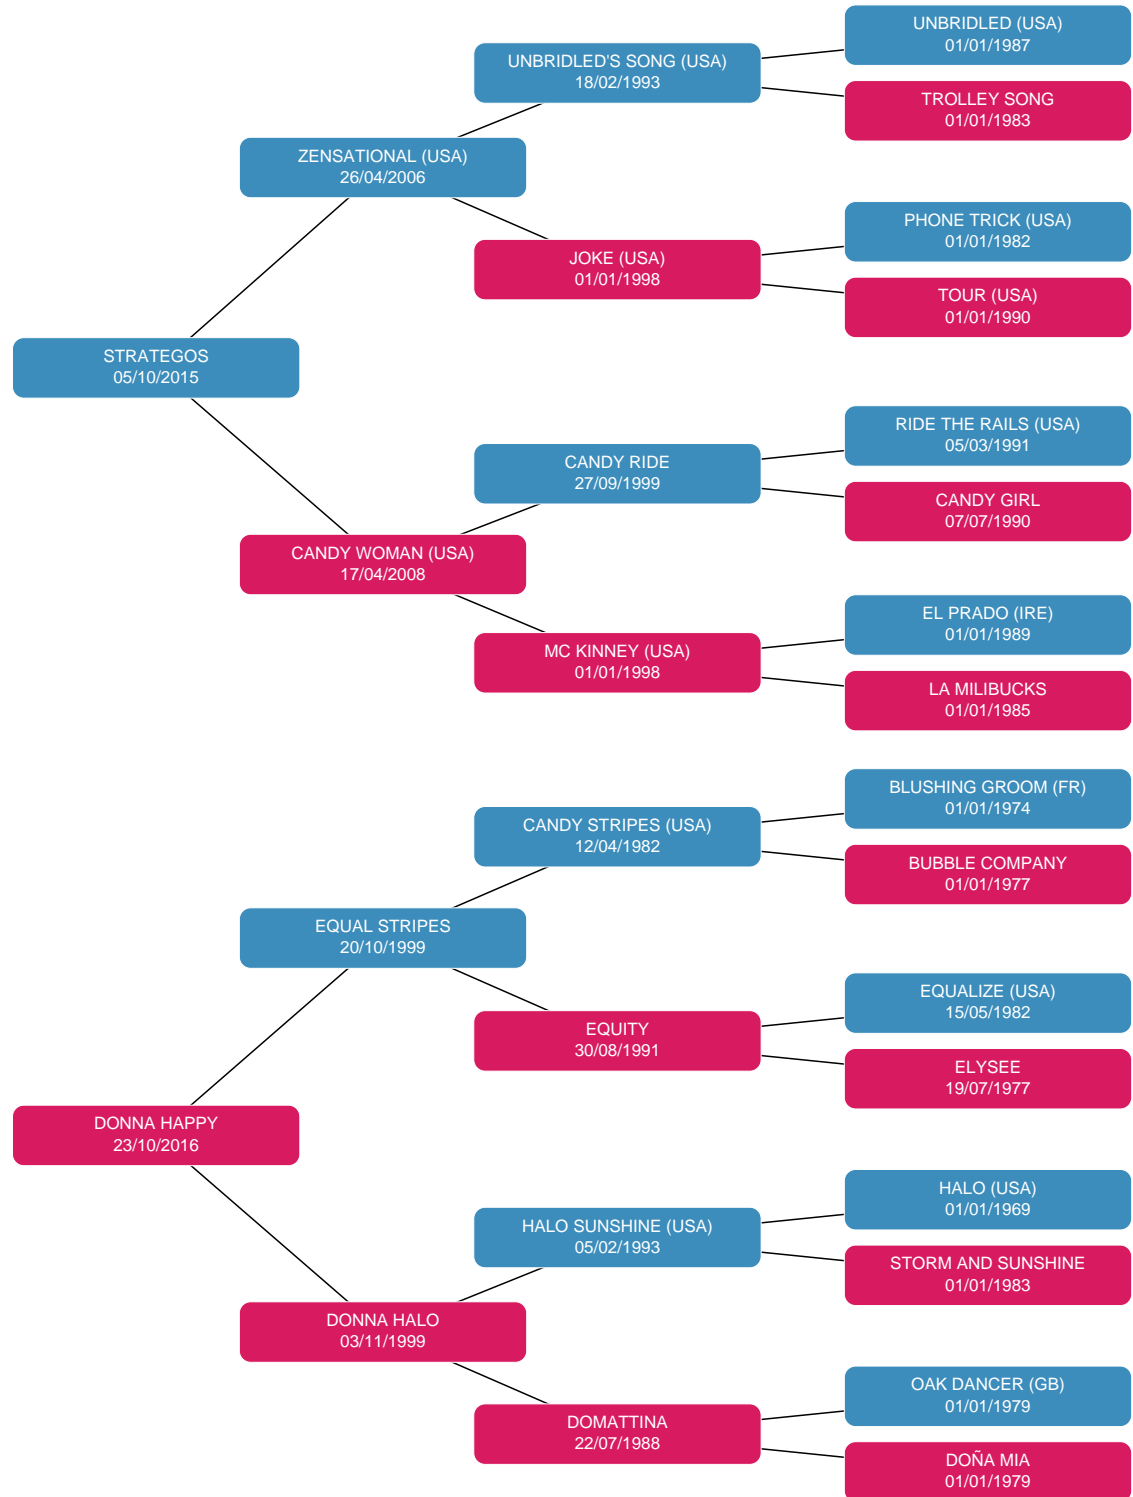 UNBRIDLED (USA)
01/01/1987
UNBRIDLED'S SONG (USA)
18/02/1993
TROLLEY SONG
01/01/1983
ZENSATIONAL (USA)
26/04/2006
PHONE TRICK (USA)
01/01/1982
JOKE (USA)
01/01/1998
TOUR (USA)
01/01/1990
STRATEGOS
05/10/2015
RIDE THE RAILS (USA)
05/03/1991
CANDY RIDE
27/09/1999
CANDY GIRL
07/07/1990
CANDY WOMAN (USA)
17/04/2008
EL PRADO (IRE)
01/01/1989
MC KINNEY (USA)
01/01/1998
LA MILIBUCKS
01/01/1985
BLUSHING GROOM (FR)
01/01/1974
CANDY STRIPES (USA)
12/04/1982
BUBBLE COMPANY
01/01/1977
EQUAL STRIPES
20/10/1999
EQUALIZE (USA)
15/05/1982
EQUITY
30/08/1991
ELYSEE
19/07/1977
DONNA HAPPY
23/10/2016
HALO (USA)
01/01/1969
HALO SUNSHINE (USA)
05/02/1993
STORM AND SUNSHINE
01/01/1983
DONNA HALO
03/11/1999
OAK DANCER (GB)
01/01/1979
DOMATTINA
22/07/1988
DOÑA MIA
01/01/1979